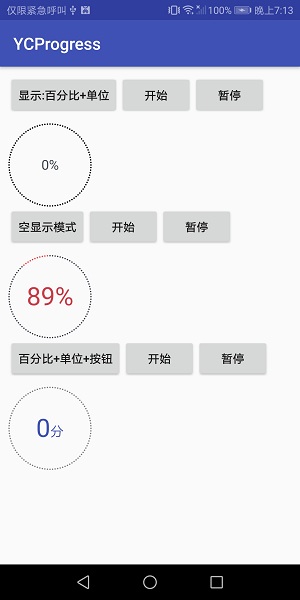 仅限紧急呼叫 100% 晚上7:13
YCProgress
显示:百分比+单位 开始 暂停
0%
空显示模式 开始 暂停
89%
百分比+单位+按钮 开始 暂停
0分